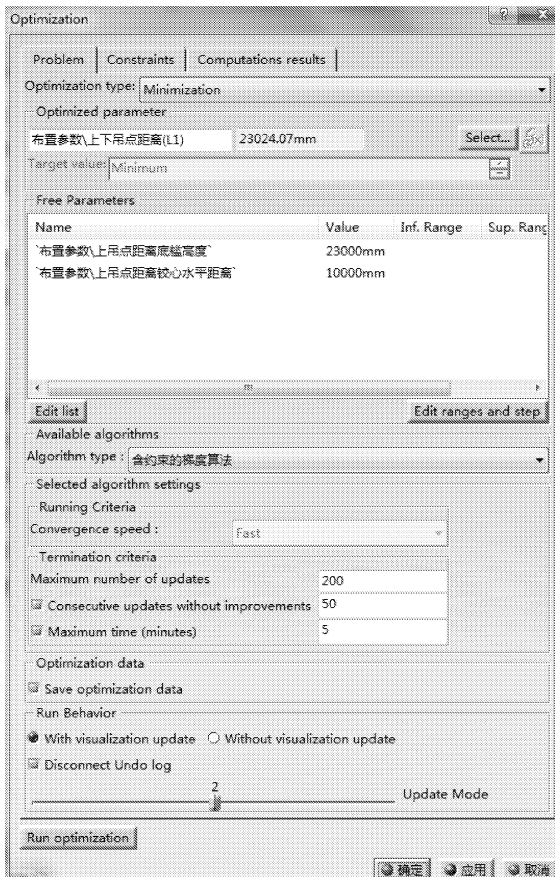 Optimization
Problem Constraints Computations results
Optimization type: Minimization
Optimized parameter
布置参数\上下吊点距离(L1) 23024.07mm Select...
Target value: Minimum
Free Parameters
Name Value Inf. Range Sup. Rang
`布置参数\上吊点距离底槛高度` 23000mm
`布置参数\上吊点距离铰心水平距离` 10000mm
Edit list Edit ranges and step
Available algorithms
Algorithm type : 含约束的梯度算法
Selected algorithm settings
Running Criteria
Convergence speed : Fast
Termination criteria
Maximum number of updates 200
Consecutive updates without improvements 50
Maximum time (minutes) 5
Optimization data
Save optimization data
Run Behavior
With visualization update Without visualization update
Disconnect Undo log
2
Update Mode
Run optimization
确定 应用 取消